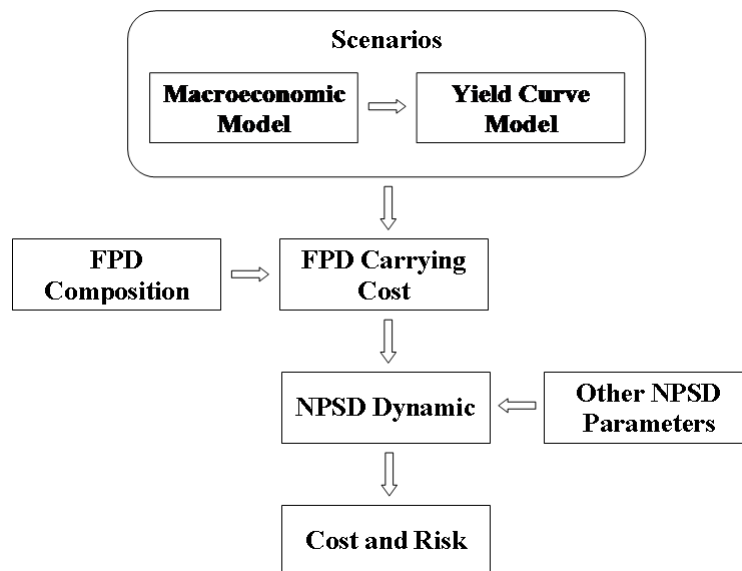 Scenarios
Macroeconomic
Model
Yield Curve
Model
FPD
Composition
FPD Carrying
Cost
NPSD Dynamic
Other NPSD
Parameters
Cost and Risk